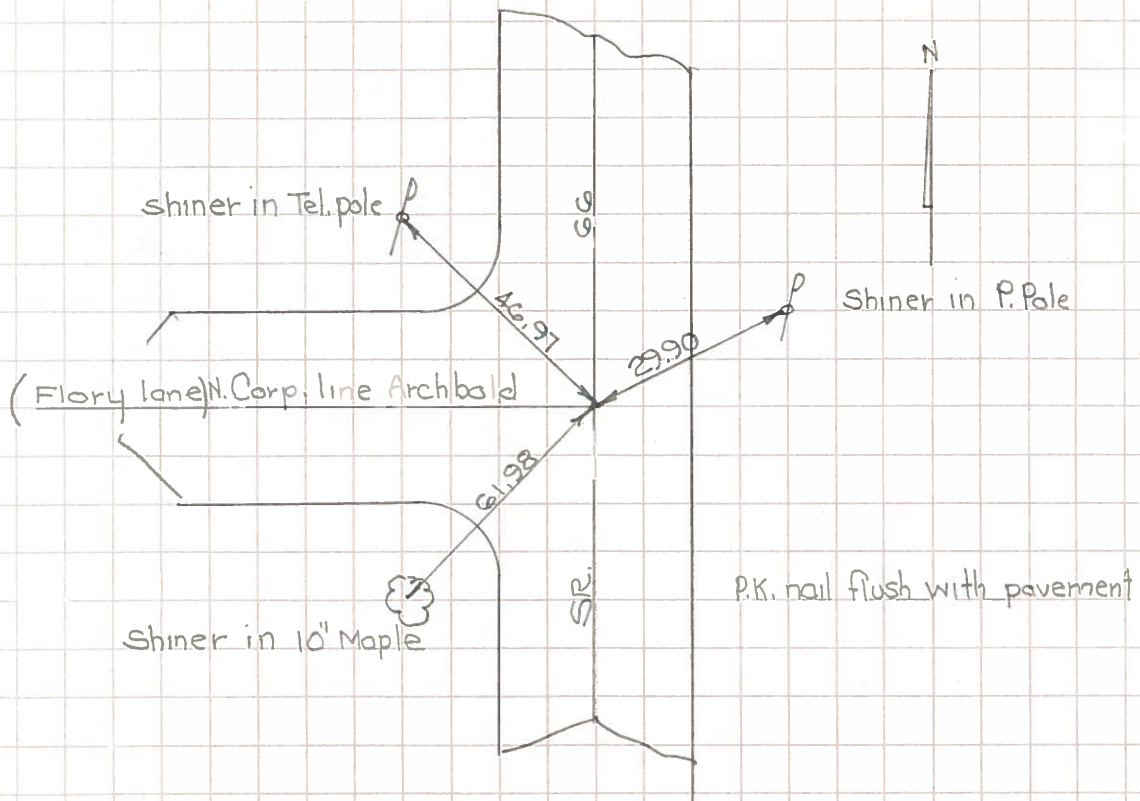 N
shiner in Tel. pole
66
46.97
Shiner in P. Pole
29.90
(Flory lane) N. Corp. line Archbold
61.98
SR.
P.K. nail flush with pavement
Shiner in 10" Maple